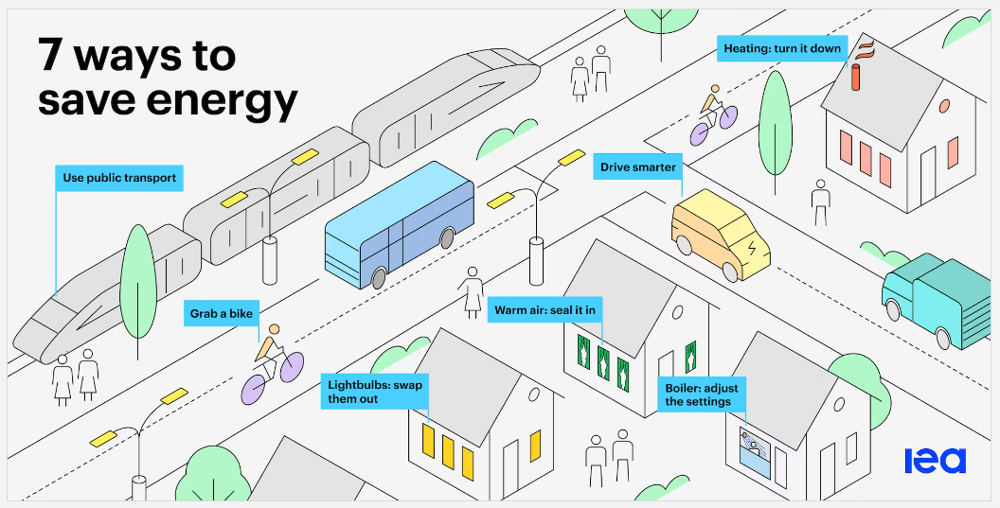 7 ways to
save energy
Heating: turn it down
Use public transport
Drive smarter
Grab a bike
Warm air: seal it in
Lightbulbs: swap
them out
Boiler: adjust
the settings
iea